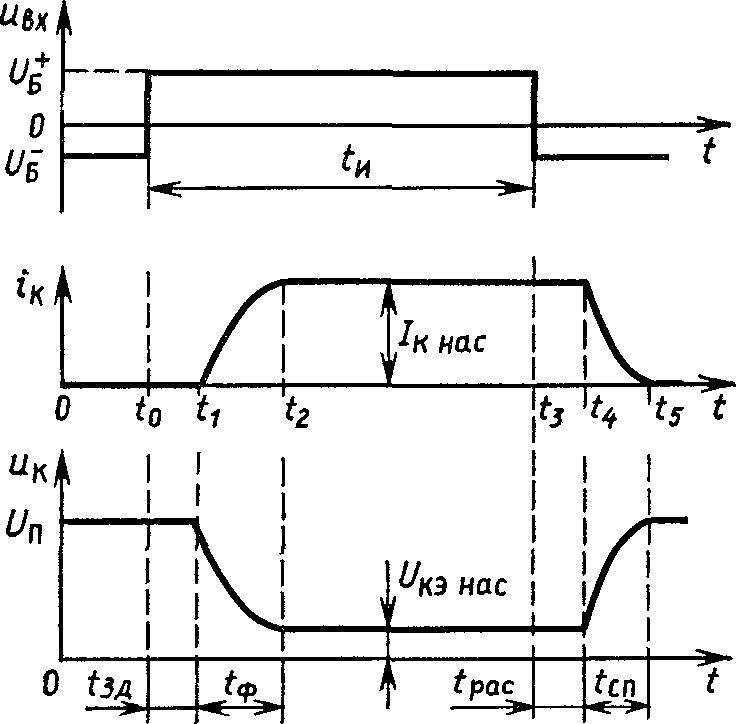 uвх
U⁺Б
0
U⁻Б
t
tи
iк
Iк нас
0 t0 t1 t2 t3 t4 t5 t
uк
Uп
Uкэ нас
0 tзд tф tрас tсп t